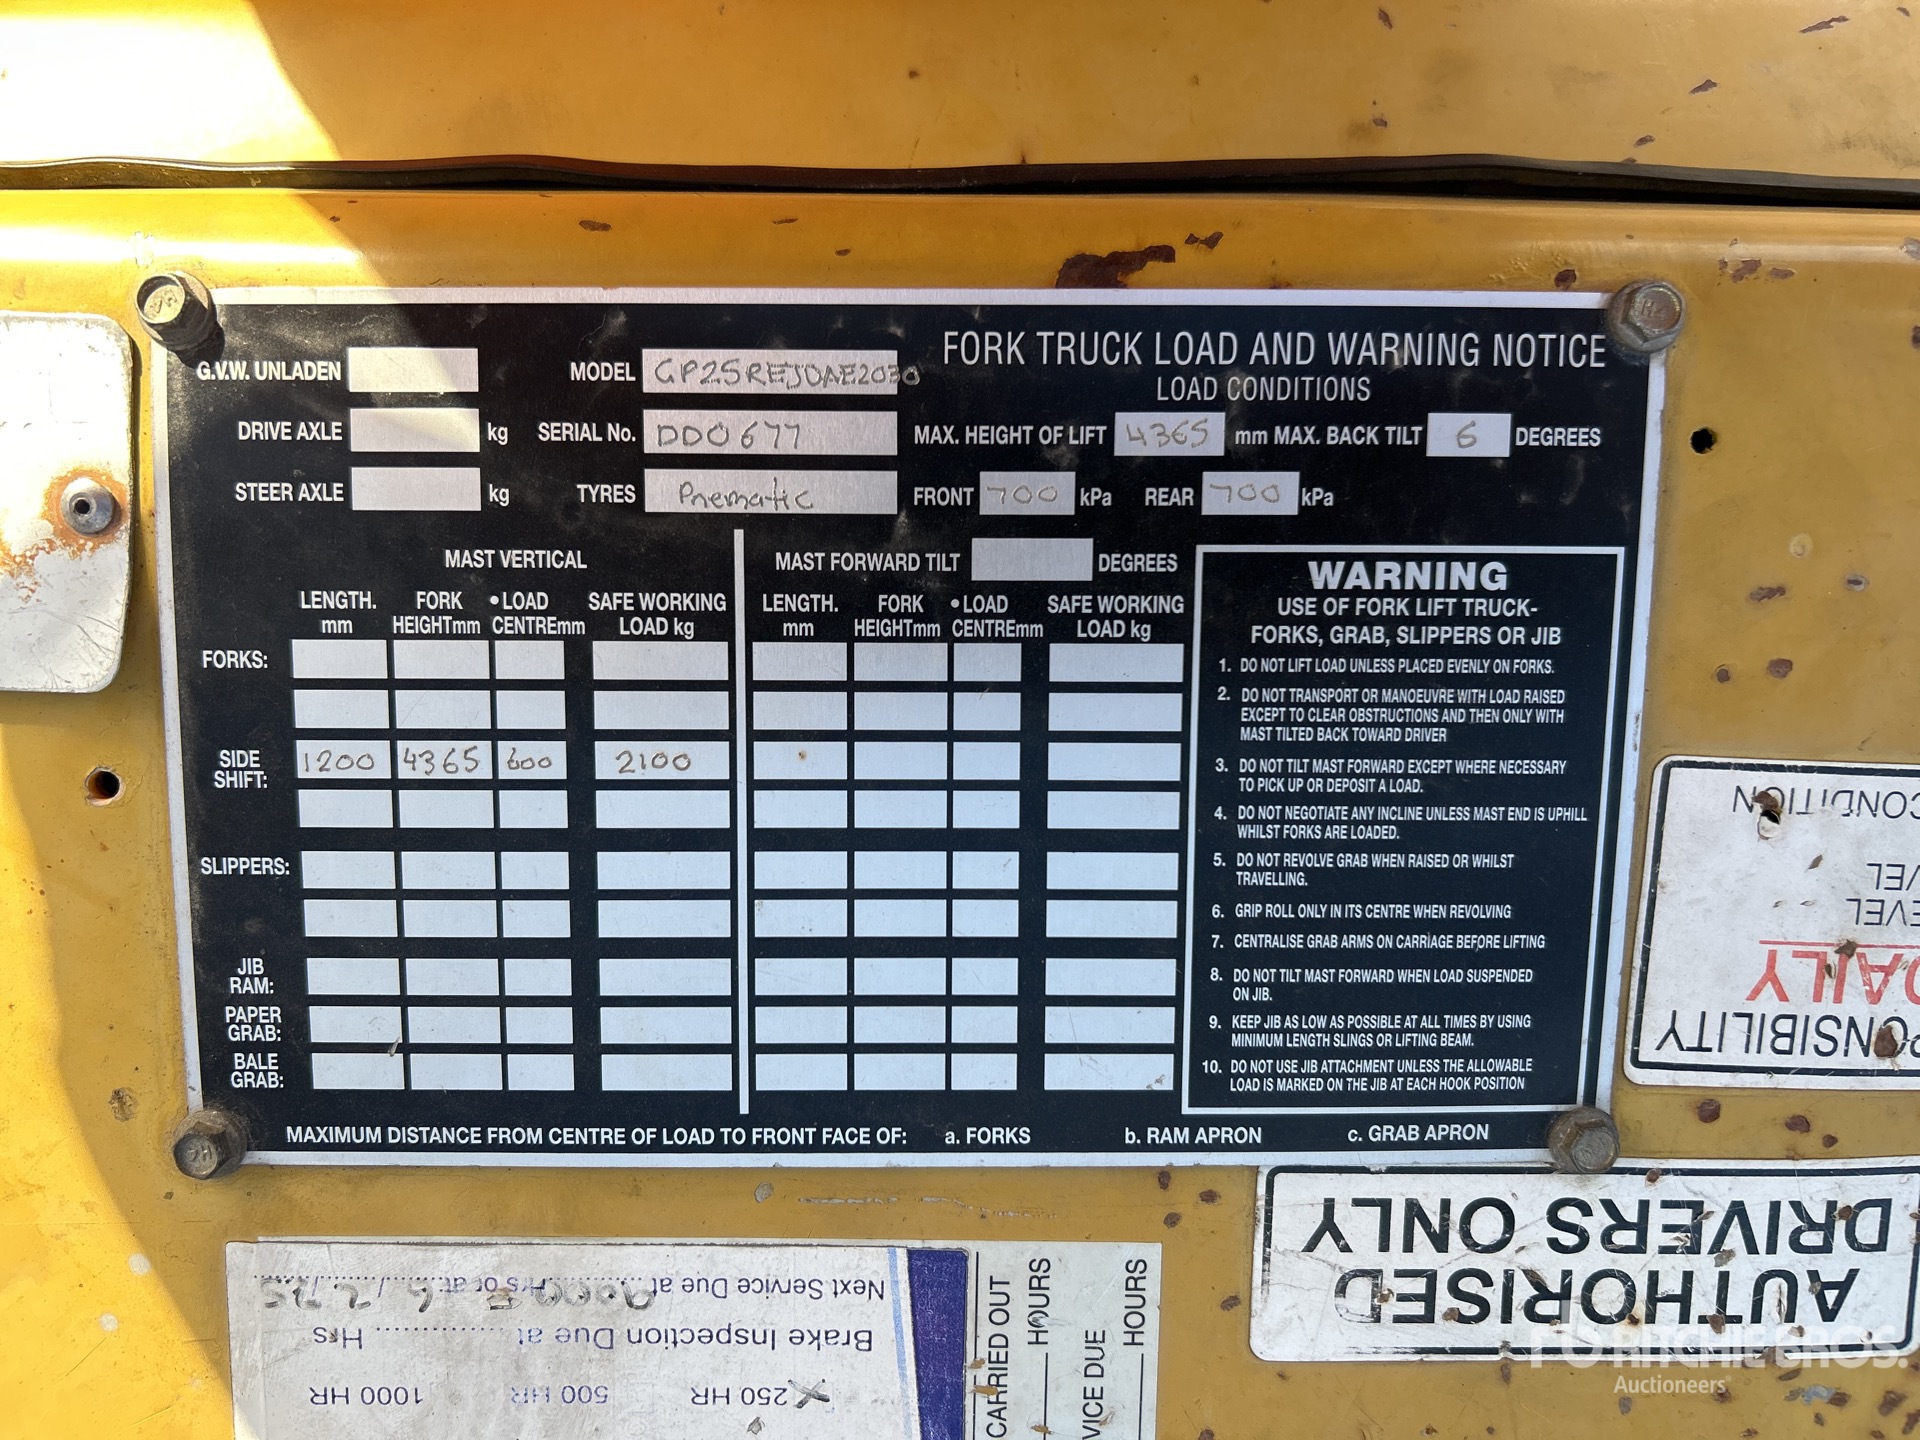 FORK TRUCK LOAD AND WARNING NOTICE
LOAD CONDITIONS
G.V.W. UNLADEN
MODEL GP25REJDAE2030
DRIVE AXLE kg
SERIAL No. DD0677
MAX. HEIGHT OF LIFT 4365 mm MAX. BACK TILT 6 DEGREES
STEER AXLE kg
TYRES Pnematic
FRONT 700 kPa REAR 700 kPa
MAST VERTICAL
LENGTH. mm
FORK HEIGHTmm
•LOAD CENTREmm
SAFE WORKING LOAD kg
MAST FORWARD TILT DEGREES
LENGTH. mm
FORK HEIGHTmm
•LOAD CENTREmm
SAFE WORKING LOAD kg
FORKS:
SIDE SHIFT: 1200 4365 600 2100
SLIPPERS:
JIB RAM:
PAPER GRAB:
BALE GRAB:
WARNING
USE OF FORK LIFT TRUCK-
FORKS, GRAB, SLIPPERS OR JIB
1. DO NOT LIFT LOAD UNLESS PLACED EVENLY ON FORKS.
2. DO NOT TRANSPORT OR MANOEUVRE WITH LOAD RAISED
EXCEPT TO CLEAR OBSTRUCTIONS AND THEN ONLY WITH
MAST TILTED BACK TOWARD DRIVER
3. DO NOT TILT MAST FORWARD EXCEPT WHERE NECESSARY
TO PICK UP OR DEPOSIT A LOAD.
4. DO NOT NEGOTIATE ANY INCLINE UNLESS MAST END IS UPHILL
WHILST FORKS ARE LOADED.
5. DO NOT REVOLVE GRAB WHEN RAISED OR WHILST
TRAVELLING.
6. GRIP ROLL ONLY IN ITS CENTRE WHEN REVOLVING
7. CENTRALISE GRAB ARMS ON CARRIAGE BEFORE LIFTING
8. DO NOT TILT MAST FORWARD WHEN LOAD SUSPENDED
ON JIB.
9. KEEP JIB AS LOW AS POSSIBLE AT ALL TIMES BY USING
MINIMUM LENGTH SLINGS OR LIFTING BEAM.
10. DO NOT USE JIB ATTACHMENT UNLESS THE ALLOWABLE
LOAD IS MARKED ON THE JIB AT EACH HOOK POSITION
MAXIMUM DISTANCE FROM CENTRE OF LOAD TO FRONT FACE OF: a. FORKS b. RAM APRON c. GRAB APRON
ONSIBILITY
DAILY
EVEL
VEL
CONDITION
AUTHORISED
DRIVERS ONLY
250 HR 500 HR 1000 HR
Brake Inspection Due at ............... Hrs
Next Service Due at 9000 Hrs or at
CARRIED OUT
HOURS
VICE DUE
HOURS
RITCHIE BROS.
Auctioneers